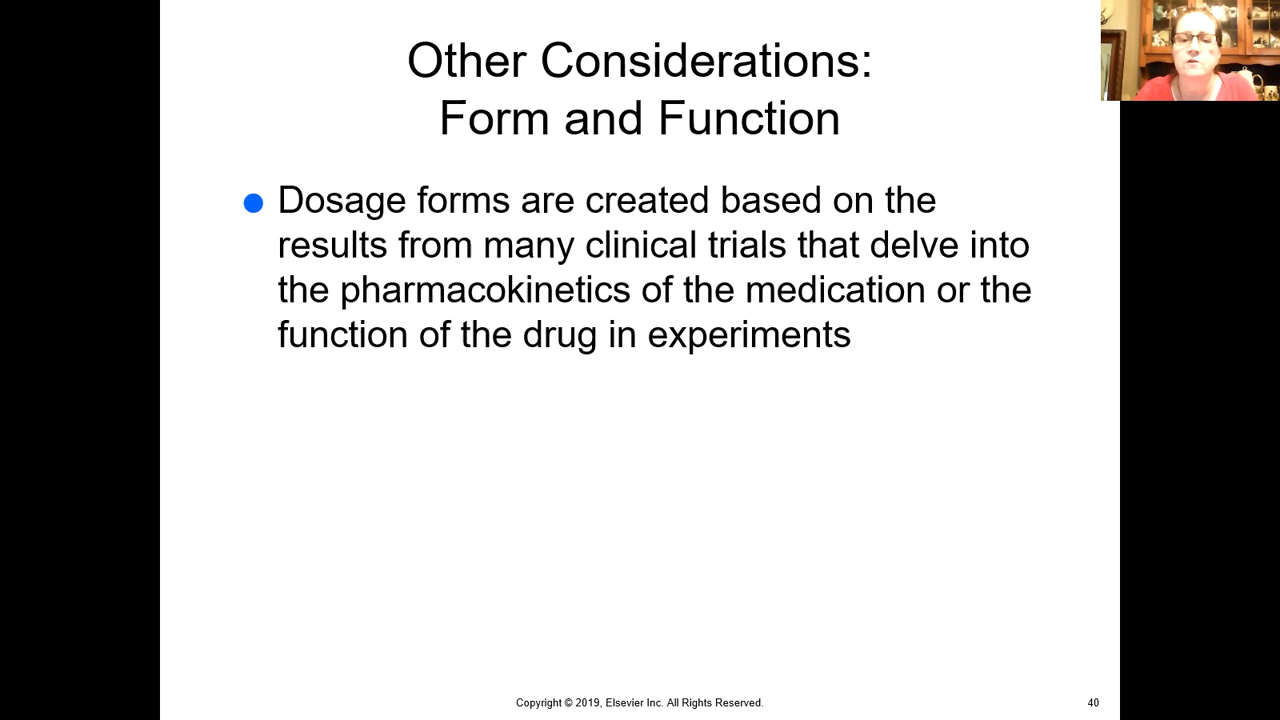 Other Considerations:
Form and Function
Dosage forms are created based on the
results from many clinical trials that delve into
the pharmacokinetics of the medication or the
function of the drug in experiments
Copyright © 2019, Elsevier Inc. All Rights Reserved.
40